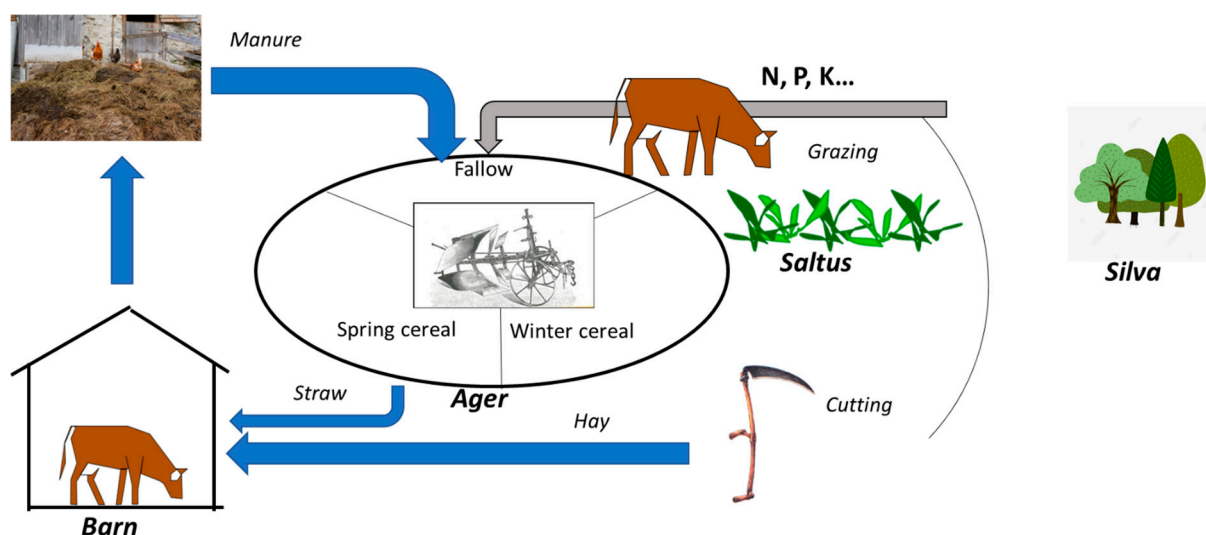 Manure
N, P, K...
Grazing
Fallow
Saltus
Silva
Spring cereal
Winter cereal
Straw
Ager
Cutting
Hay
Barn